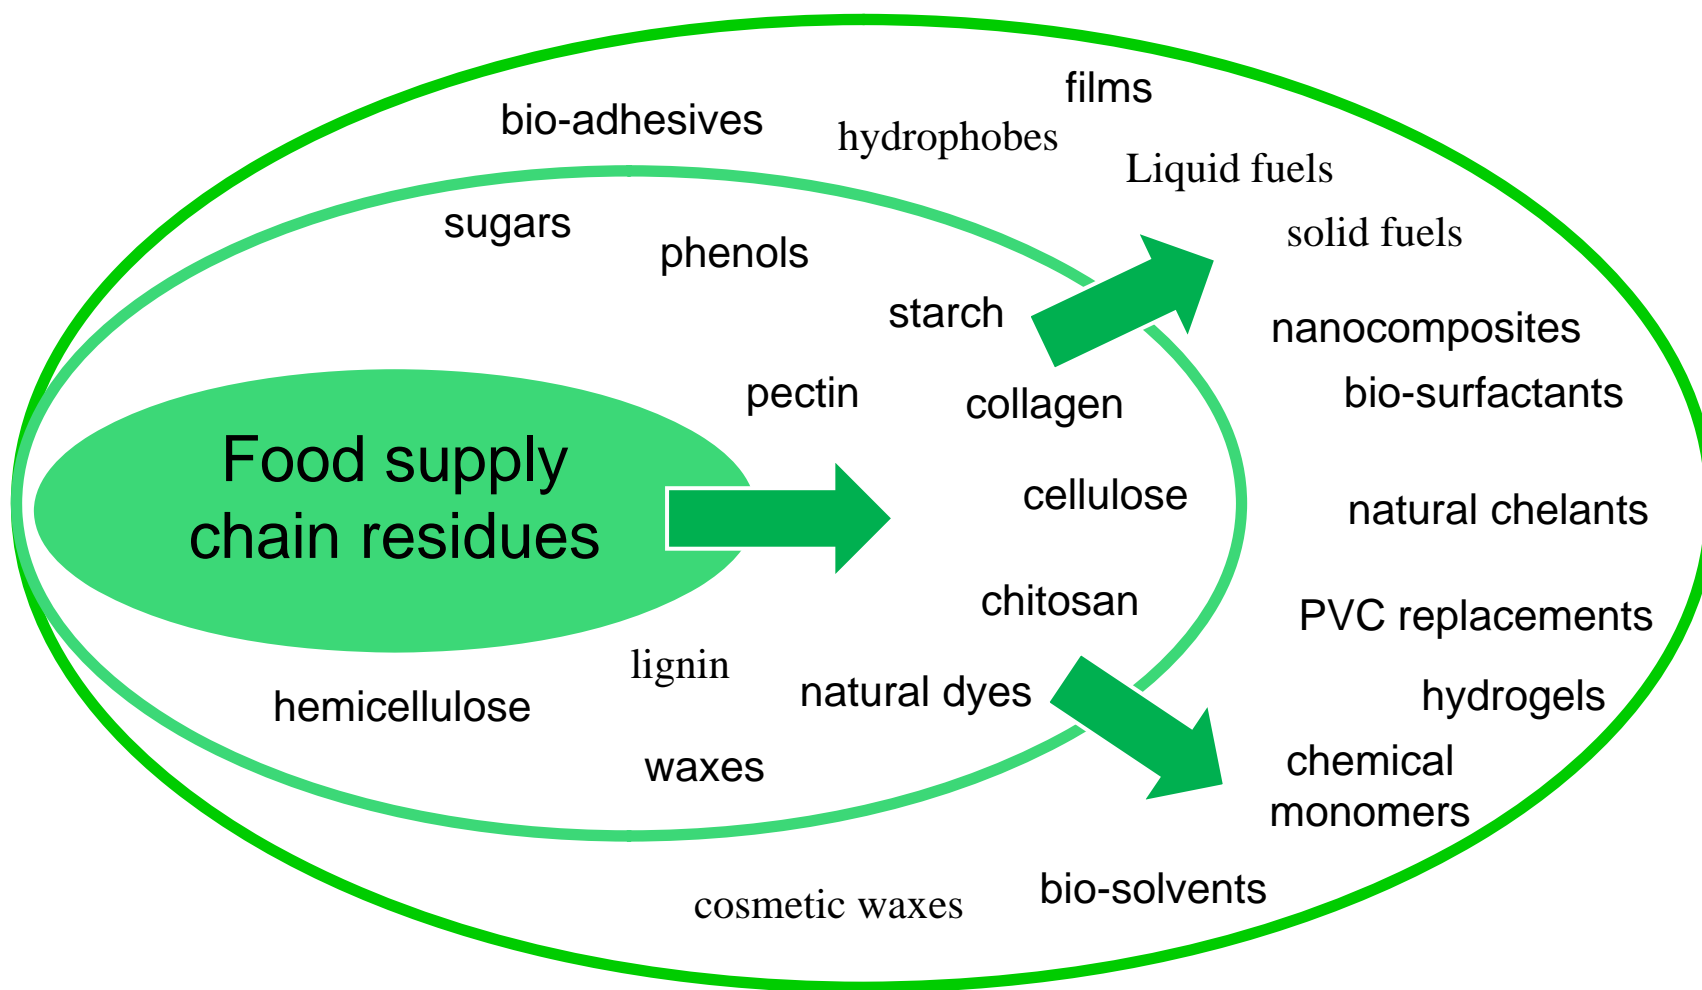 films
bio-adhesives
hydrophobes
Liquid fuels
sugars
solid fuels
phenols
starch
nanocomposites
pectin
collagen
bio-surfactants
Food supply
chain residues
cellulose
natural chelants
chitosan
PVC replacements
lignin
natural dyes
hydrogels
hemicellulose
waxes
chemical
monomers
cosmetic waxes
bio-solvents